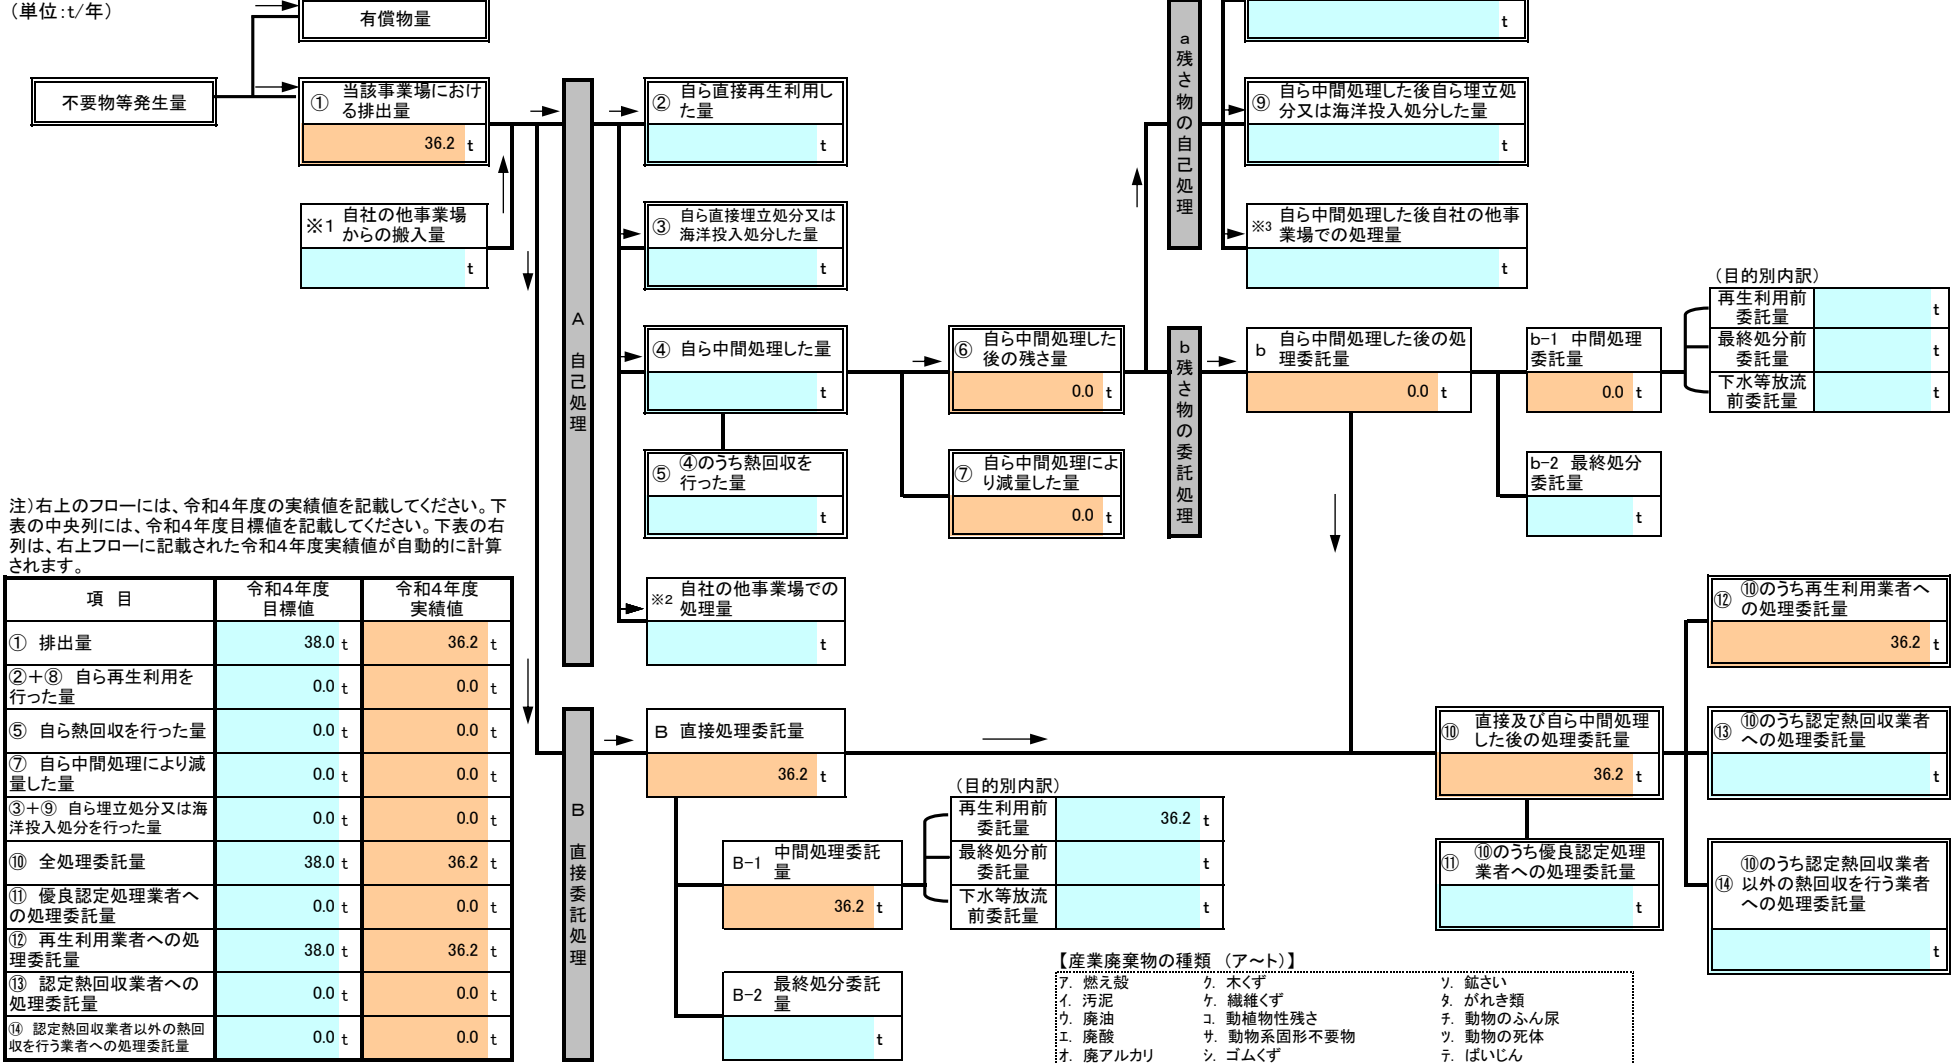 （単位：t/年）
有償物量
不要物等発生量
① 当該事業場におけ
る排出量
36.2 t
※1 自社の他事業場
からの搬入量
t
A 自己処理
② 自ら直接再生利用し
た量
t
③ 自ら直接埋立処分又は
海洋投入処分した量
t
④ 自ら中間処理した量
t
⑤ ④のうち熱回収を
行った量
t
※2 自社の他事業場での
処理量
t
⑥ 自ら中間処理した
後の残さ量
0.0 t
⑦ 自ら中間処理によ
り減量した量
0.0 t
a 残さ物の自己処理
t
⑨ 自ら中間処理した後自ら埋立処
分又は海洋投入処分した量
t
※3 自ら中間処理した後自社の他事
業場での処理量
t
b 残さ物の委託処理
b 自ら中間処理した後の処
理委託量
0.0 t
b-1 中間処理
委託量
0.0 t
（目的別内訳）
再生利用前
委託量
t
最終処分前
委託量
t
下水等放流
前委託量
t
b-2 最終処分
委託量
t
注）右上のフローには、令和4年度の実績値を記載してください。下
表の中央列には、令和4年度目標値を記載してください。下表の右
列は、右上フローに記載された令和4年度実績値が自動的に計算
されます。
項 目 令和4年度 目標値 令和4年度 実績値
① 排出量 38.0 t 36.2 t
②＋⑧ 自ら再生利用を
行った量 0.0 t 0.0 t
⑤ 自ら熱回収を行った量 0.0 t 0.0 t
⑦ 自ら中間処理により減
量した量 0.0 t 0.0 t
③＋⑨ 自ら埋立処分又は海
洋投入処分を行った量 0.0 t 0.0 t
⑩ 全処理委託量 38.0 t 36.2 t
⑪ 優良認定処理業者へ
の処理委託量 0.0 t 0.0 t
⑫ 再生利用業者への処
理委託量 38.0 t 36.2 t
⑬ 認定熱回収業者への
処理委託量 0.0 t 0.0 t
⑭ 認定熱回収業者以外の熱回
収を行う業者への処理委託量 0.0 t 0.0 t
B 直接委託処理
B 直接処理委託量
36.2 t
B-1 中間処理委託
量
36.2 t
（目的別内訳）
再生利用前
委託量
36.2 t
最終処分前
委託量
t
下水等放流
前委託量
t
B-2 最終処分委託
量
t
⑩ 直接及び自ら中間処理
した後の処理委託量
36.2 t
⑪ ⑩のうち優良認定処理
業者への処理委託量
t
⑫ ⑩のうち再生利用業者へ
の処理委託量
36.2 t
⑬ ⑩のうち認定熱回収業者
への処理委託量
t
⑭ ⑩のうち認定熱回収業者
以外の熱回収を行う業者
への処理委託量
t
【産業廃棄物の種類 （ア～ト）】
ア. 燃え殻 ク. 木くず ソ. 鉱さい
イ. 汚泥 ケ. 繊維くず タ. がれき類
ウ. 廃油 コ. 動植物性残さ チ. 動物のふん尿
エ. 廃酸 サ. 動物系固形不要物 ツ. 動物の死体
オ. 廃アルカリ シ. ゴムくず テ. ばいじん